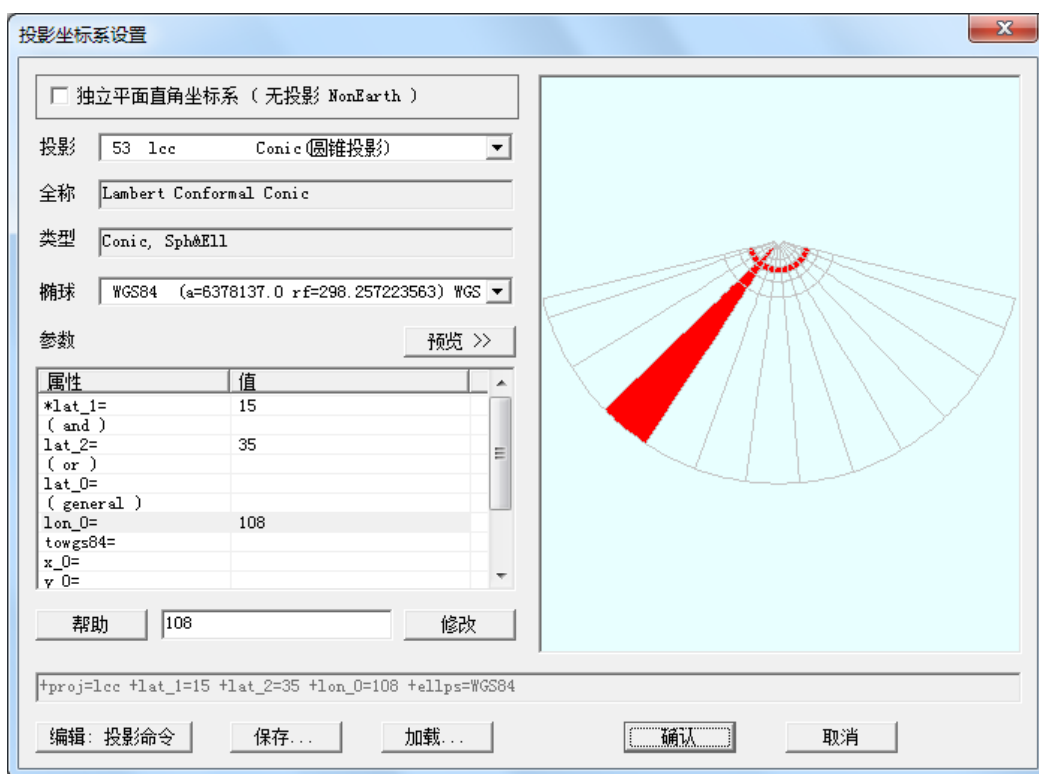 投影坐标系设置
独立平面直角坐标系 ( 无投影 NonEarth )
投影 53 lcc Conic(圆锥投影)
全称 Lambert Conformal Conic
类型 Conic, Sph&Ell
椭球 WGS84 (a=6378137.0 rf=298.257223563) WGS
参数 预览 >>
属性 值
*lat_1= 15
( and )
lat_2= 35
( or )
lat_0=
( general )
lon_0= 108
towgs84=
x_0=
y_0=
帮助 108 修改
+proj=lcc +lat_1=15 +lat_2=35 +lon_0=108 +ellps=WGS84
编辑: 投影命令 保存... 加载... 确认 取消